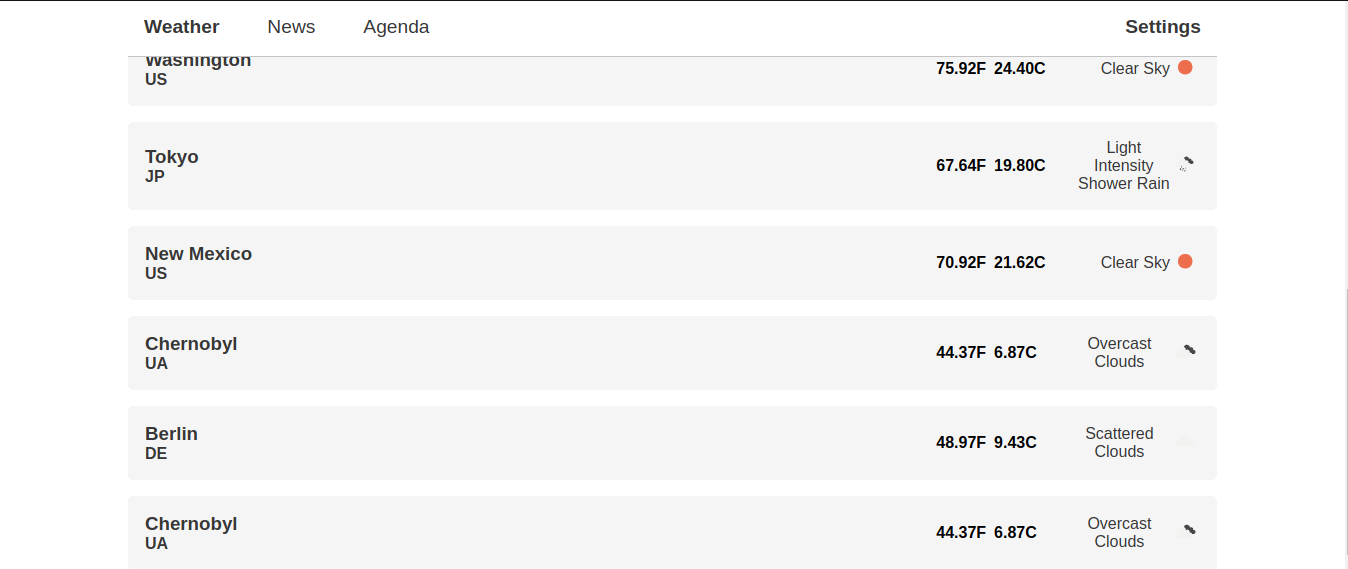 Weather News Agenda Settings
Washington
US
75.92F 24.40C
Clear Sky
Tokyo
JP
67.64F 19.80C
Light
Intensity
Shower Rain
New Mexico
US
70.92F 21.62C
Clear Sky
Chernobyl
UA
44.37F 6.87C
Overcast
Clouds
Berlin
DE
48.97F 9.43C
Scattered
Clouds
Chernobyl
UA
44.37F 6.87C
Overcast
Clouds